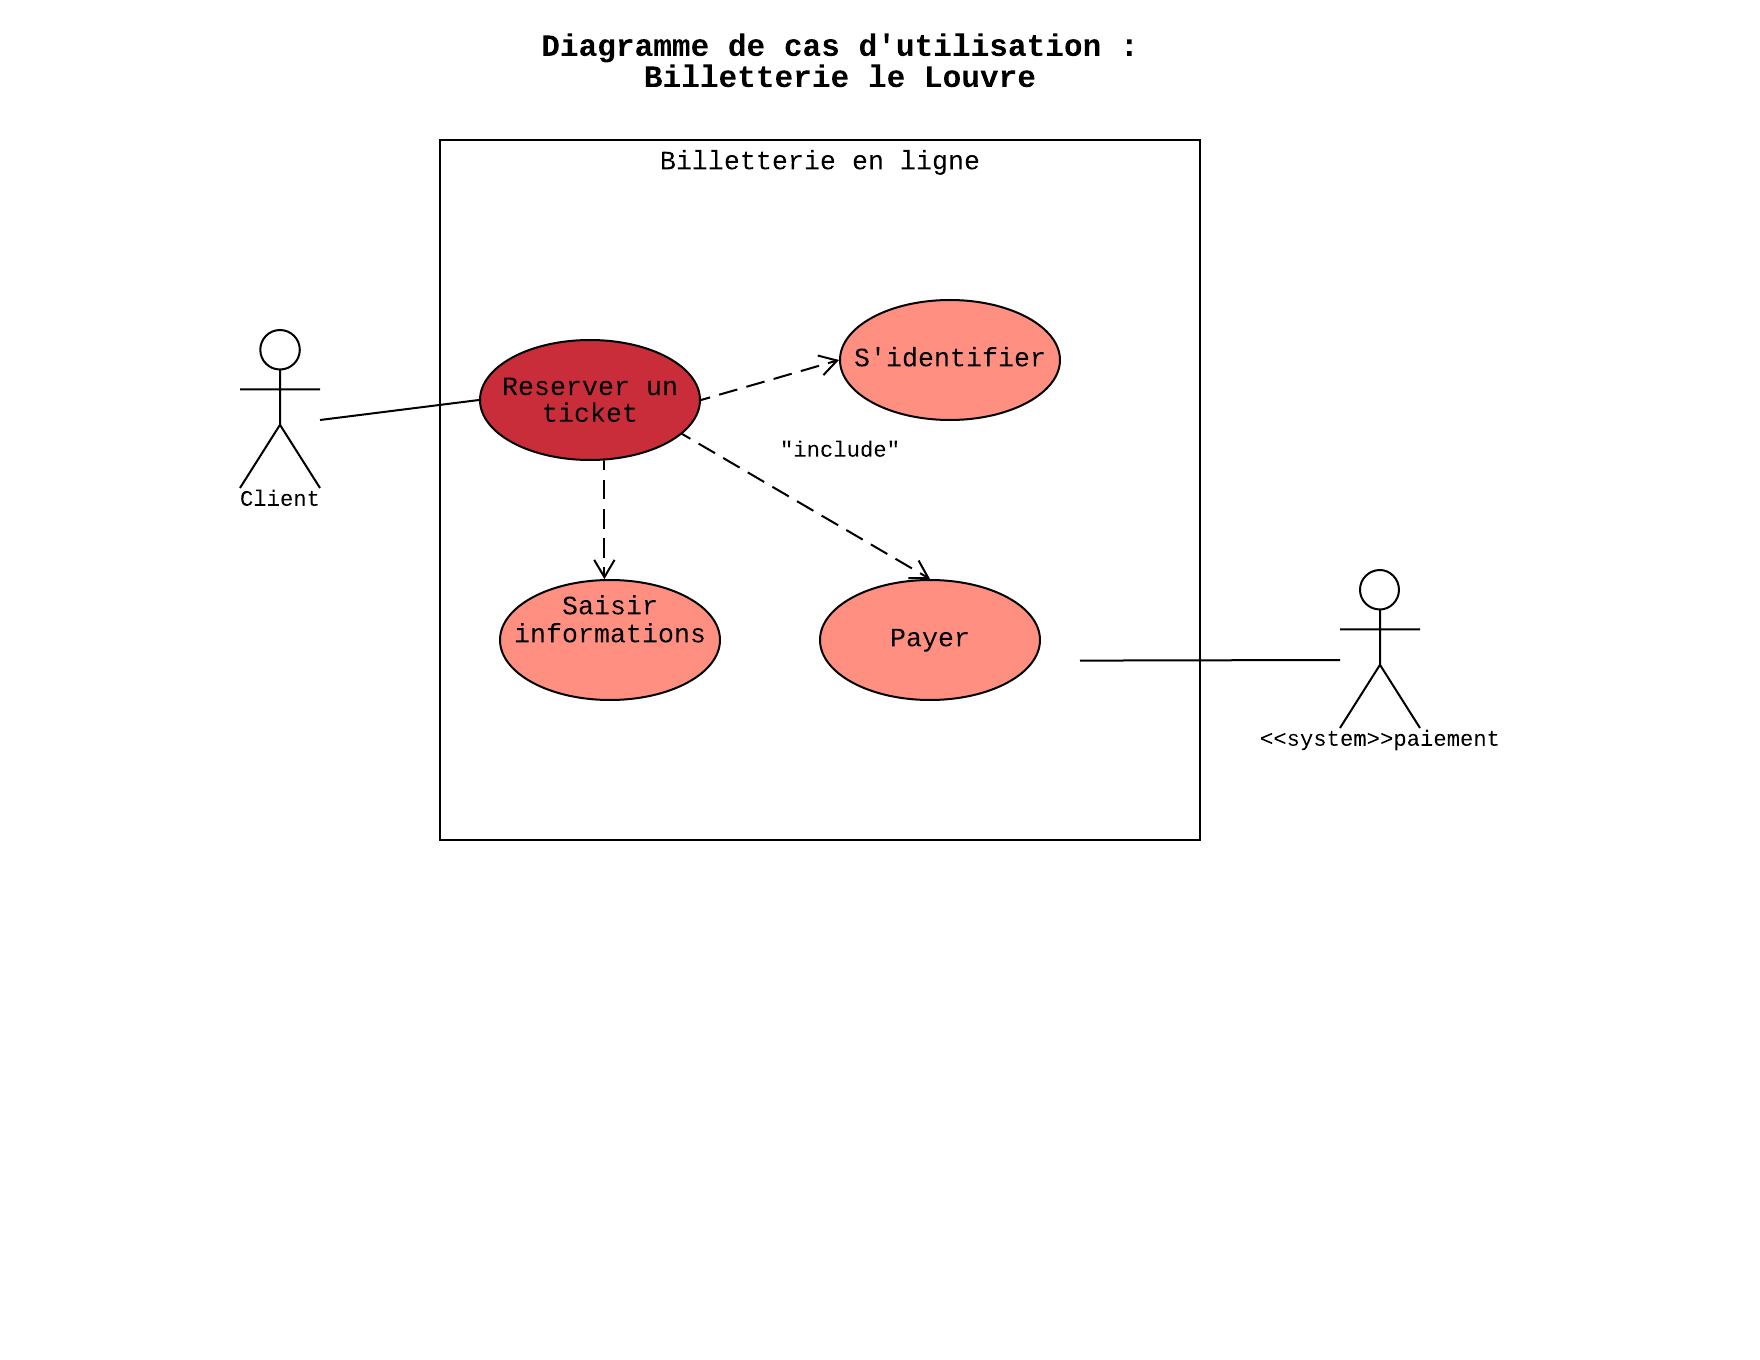 Diagramme de cas d'utilisation :
Billetterie le Louvre
Billetterie en ligne
S'identifier
Reserver un
ticket
"include"
Client
Saisir
informations
Payer
<<system>>paiement